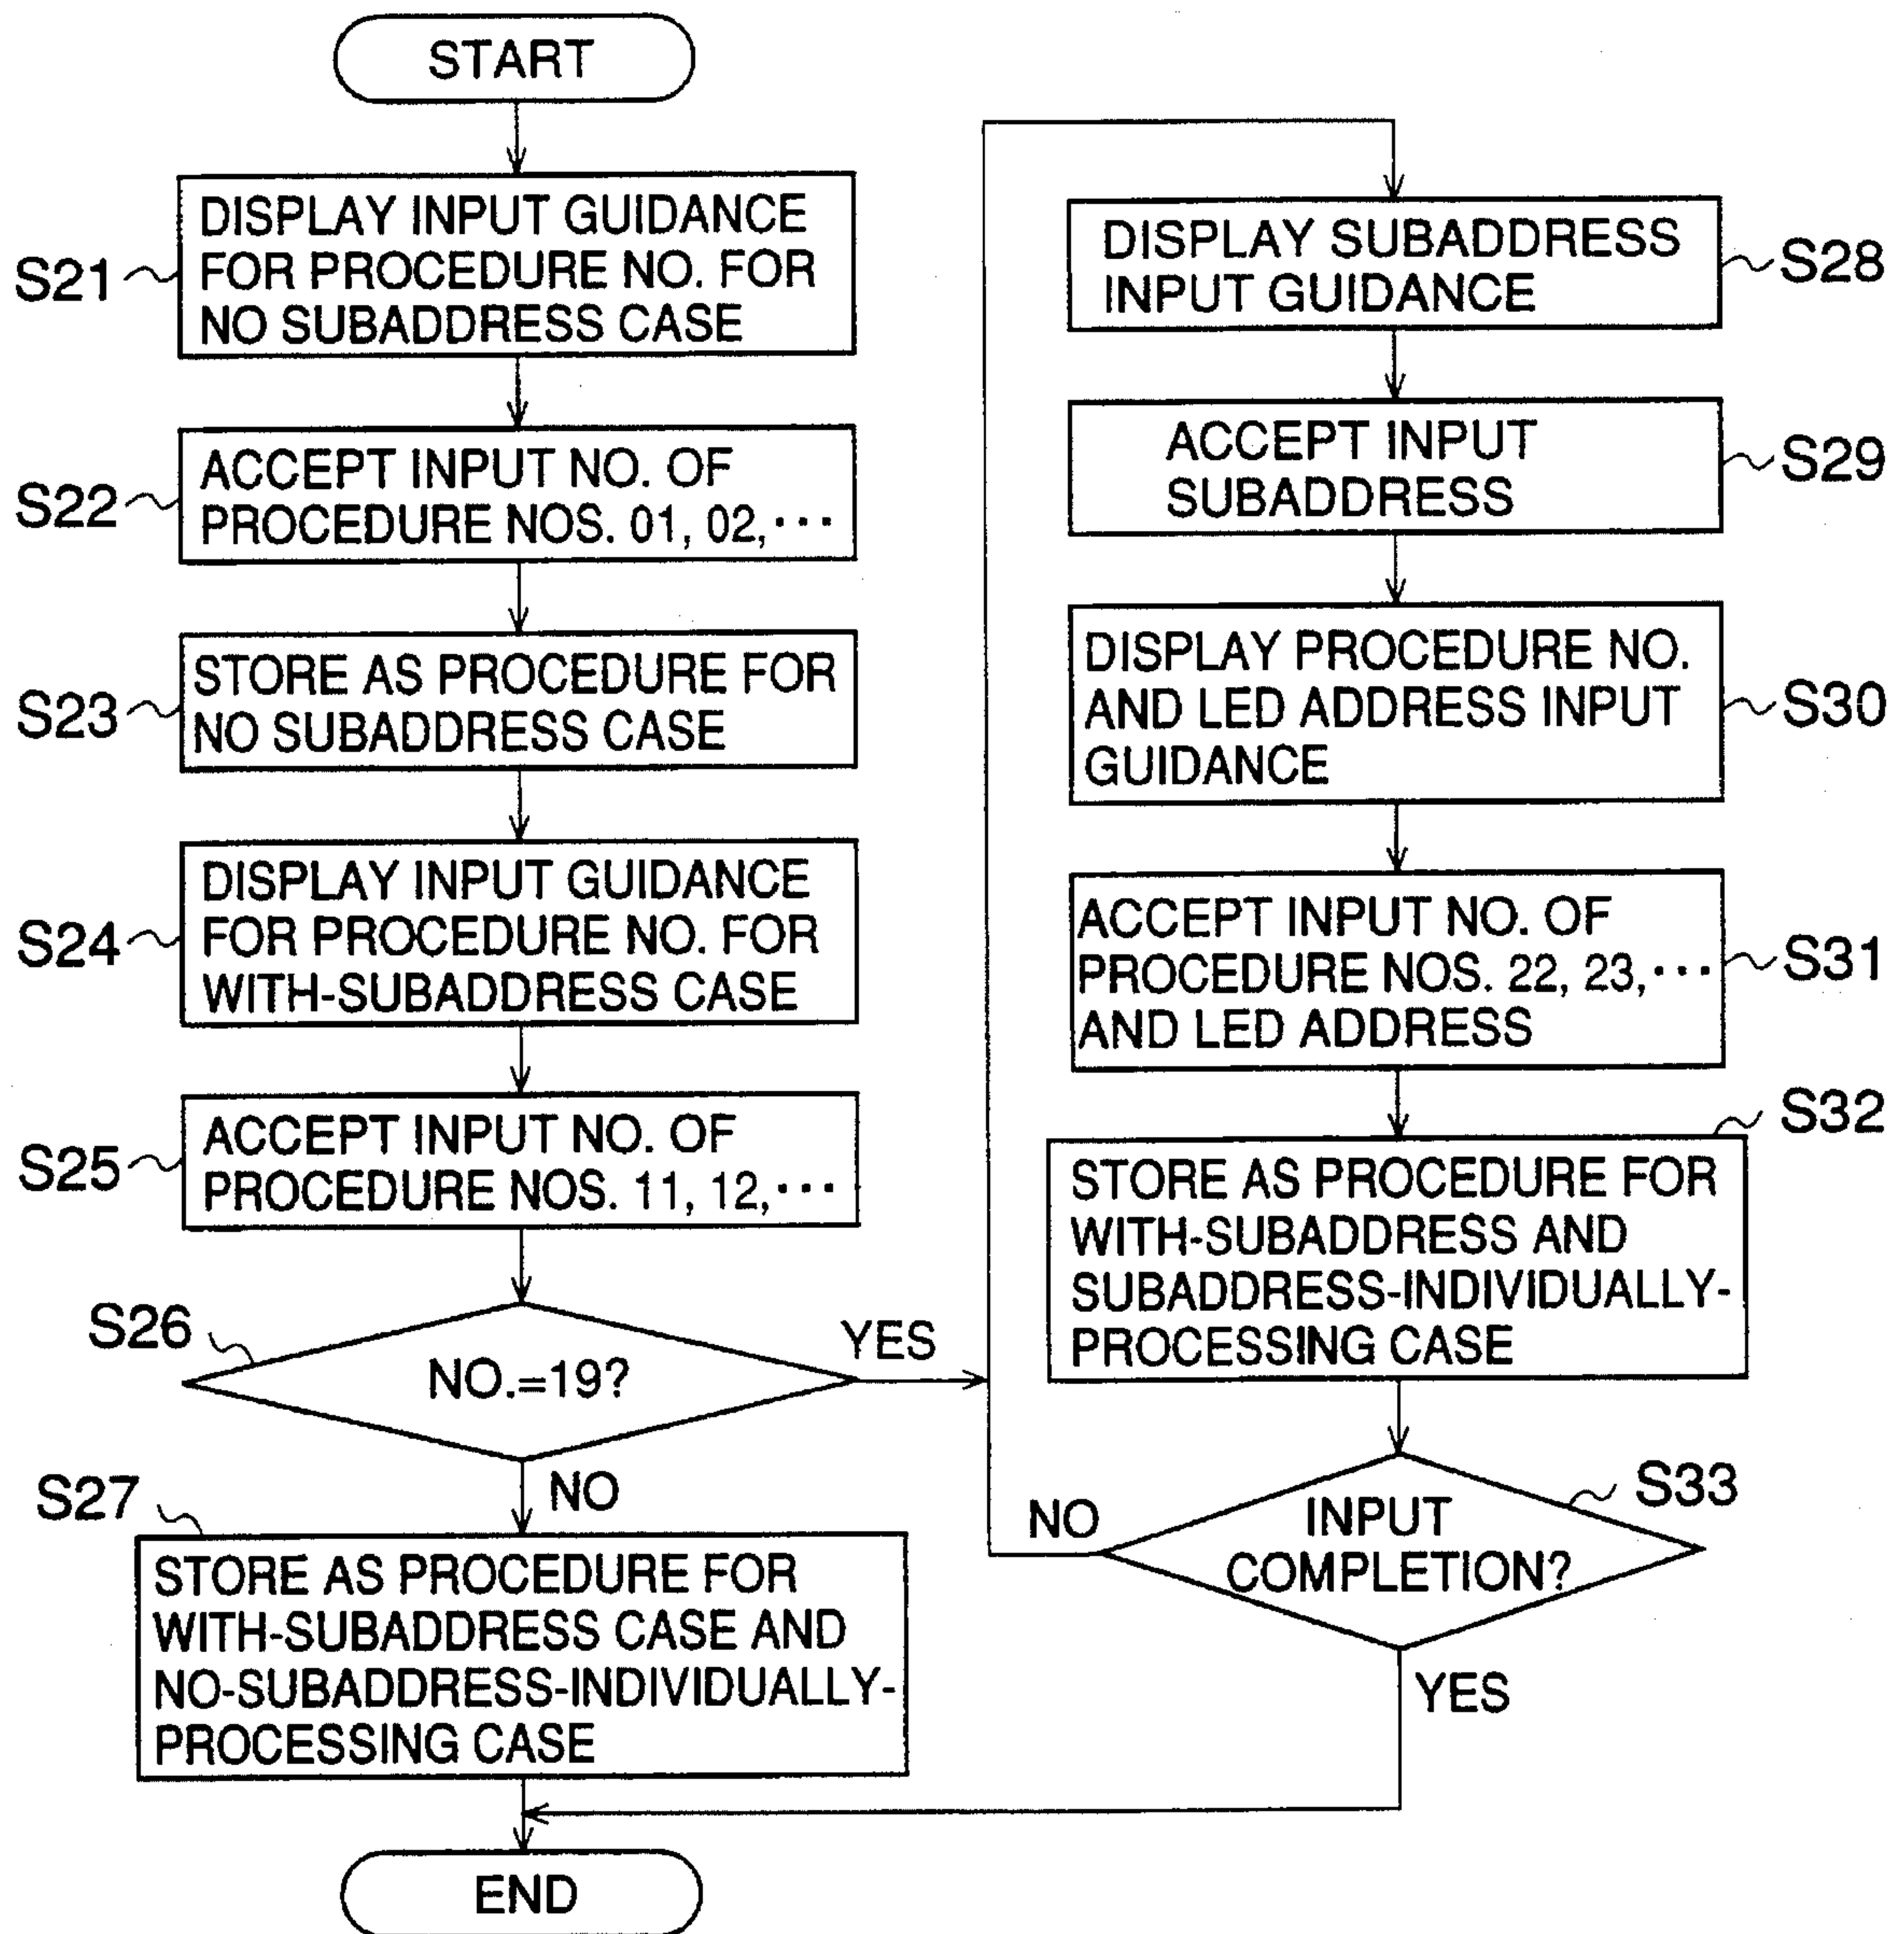 START
S21
DISPLAY INPUT GUIDANCE
FOR PROCEDURE NO. FOR
NO SUBADDRESS CASE
S22
ACCEPT INPUT NO. OF
PROCEDURE NOS. 01, 02, ···
S23
STORE AS PROCEDURE FOR
NO SUBADDRESS CASE
S24
DISPLAY INPUT GUIDANCE
FOR PROCEDURE NO. FOR
WITH-SUBADDRESS CASE
S25
ACCEPT INPUT NO. OF
PROCEDURE NOS. 11, 12, ···
S26
NO.=19?
YES
NO
S27
STORE AS PROCEDURE FOR
WITH-SUBADDRESS CASE AND
NO-SUBADDRESS-INDIVIDUALLY-
PROCESSING CASE
END
DISPLAY SUBADDRESS
INPUT GUIDANCE
S28
ACCEPT INPUT
SUBADDRESS
S29
DISPLAY PROCEDURE NO.
AND LED ADDRESS INPUT
GUIDANCE
S30
ACCEPT INPUT NO. OF
PROCEDURE NOS. 22, 23, ···
AND LED ADDRESS
S31
S32
STORE AS PROCEDURE FOR
WITH-SUBADDRESS AND
SUBADDRESS-INDIVIDUALLY-
PROCESSING CASE
S33
INPUT
COMPLETION?
NO
YES